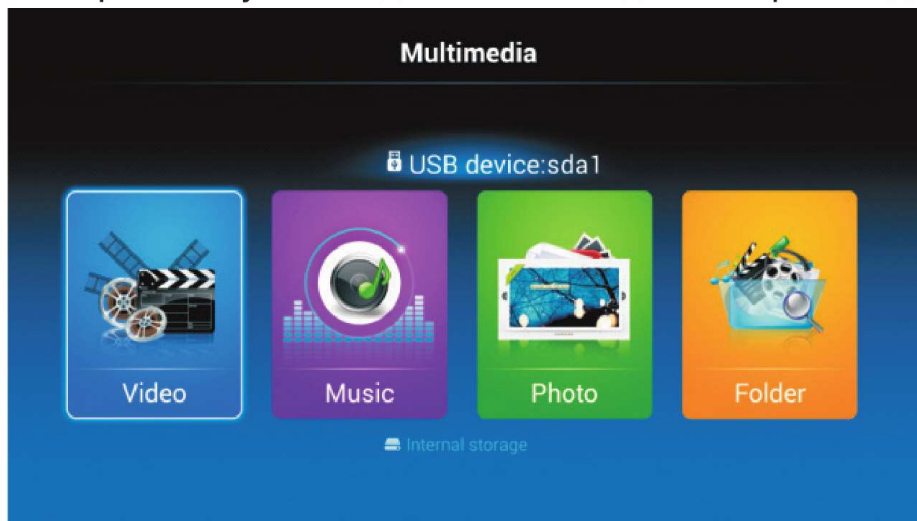 Multimedia
USB device:sda1
Video
Music
Photo
Folder
Internal storage